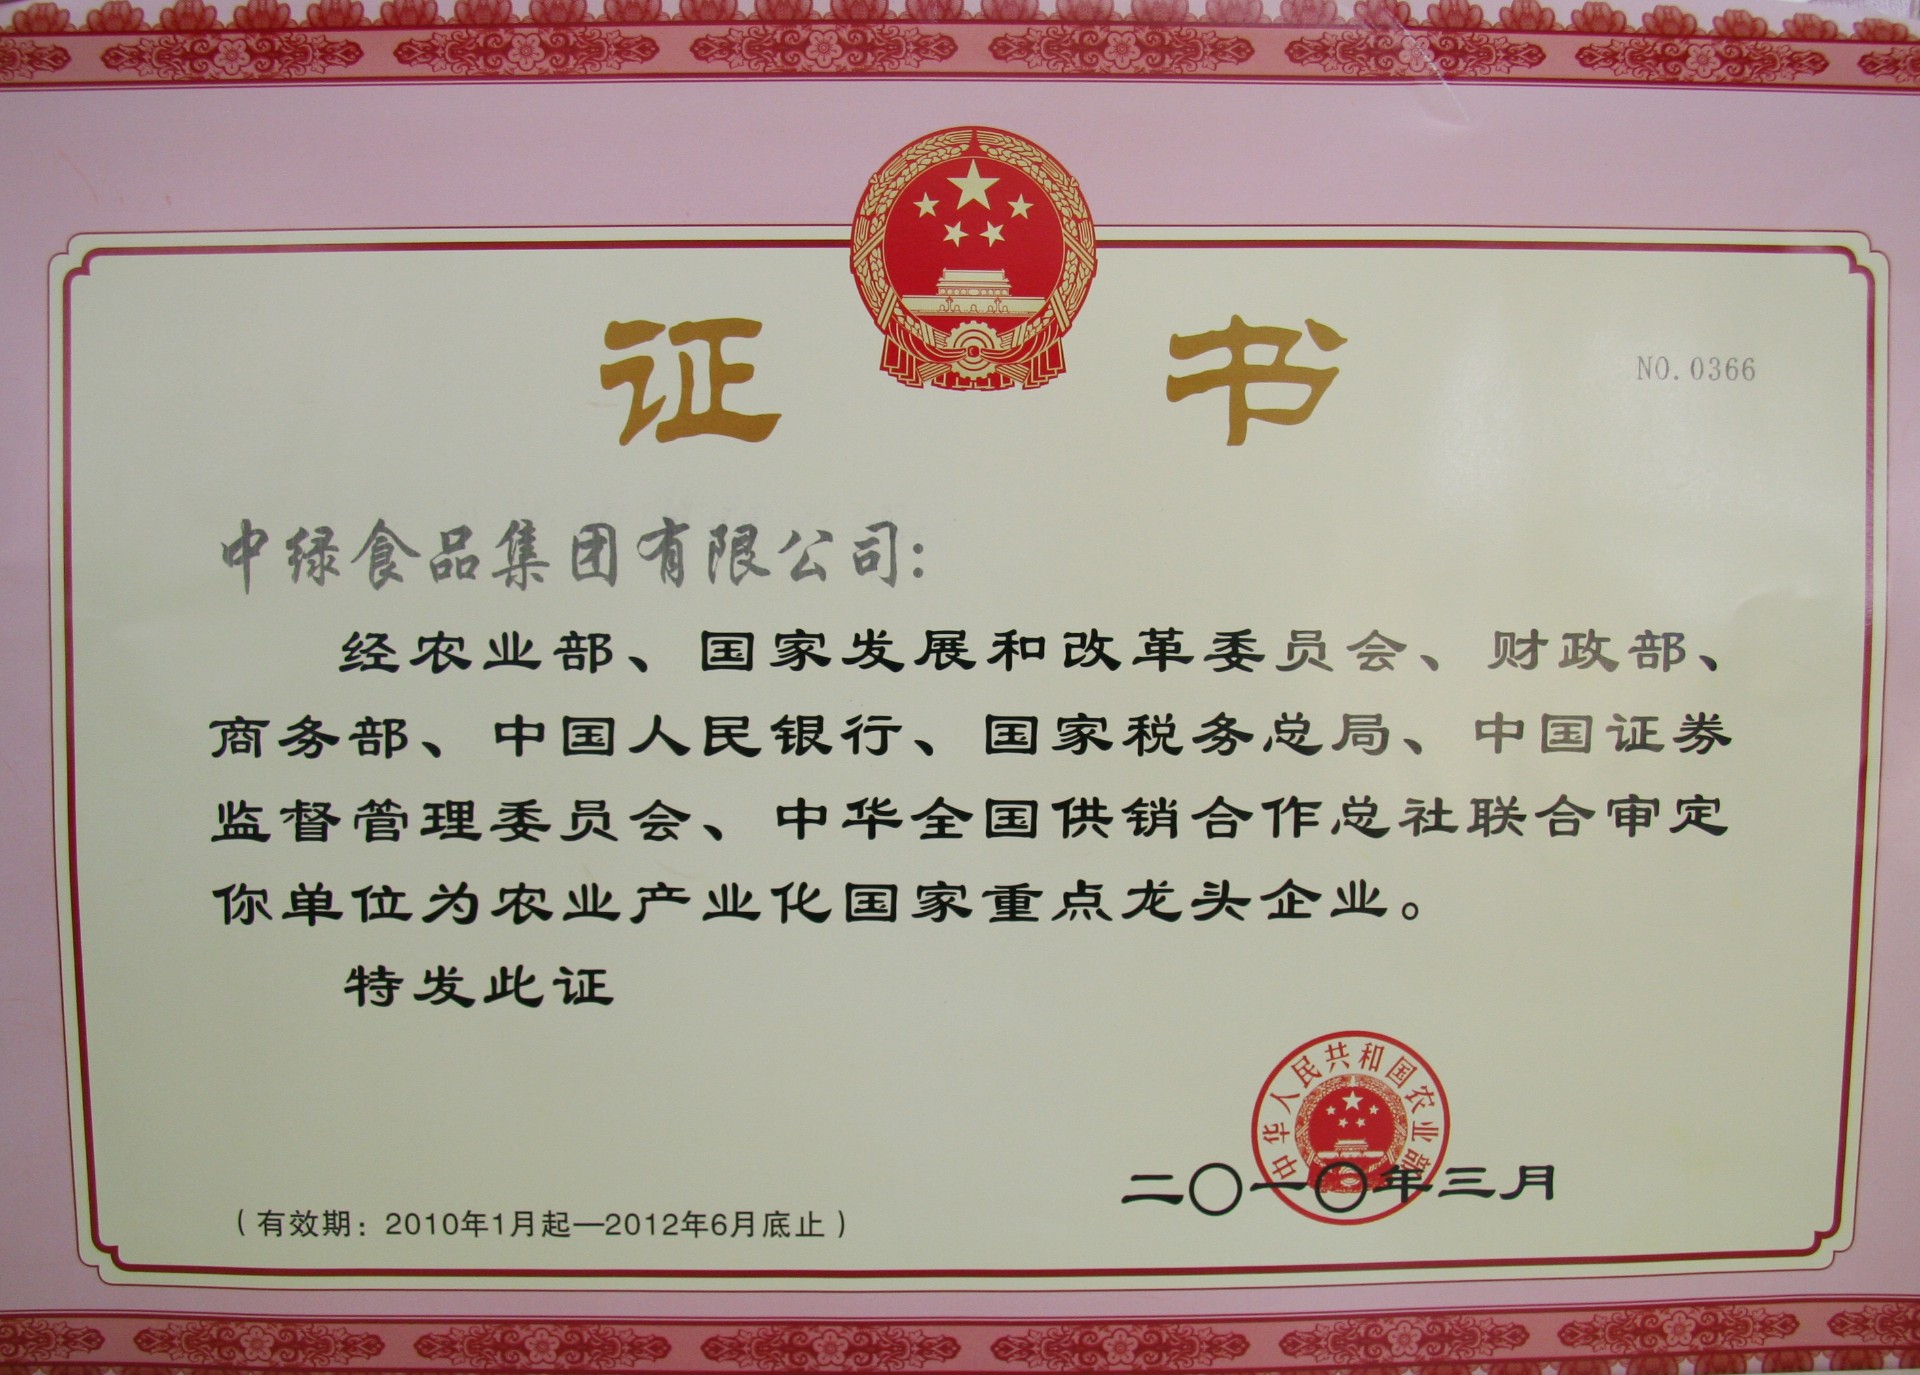 证书
NO.0366
中绿食品集团有限公司：
经农业部、国家发展和改革委员会、财政部、
商务部、中国人民银行、国家税务总局、中国证券
监督管理委员会、中华全国供销合作总社联合审定
你单位为农业产业化国家重点龙头企业。
特发此证
中华人民共和国农业部
二〇一〇年三月
（有效期：2010年1月起—2012年6月底止）